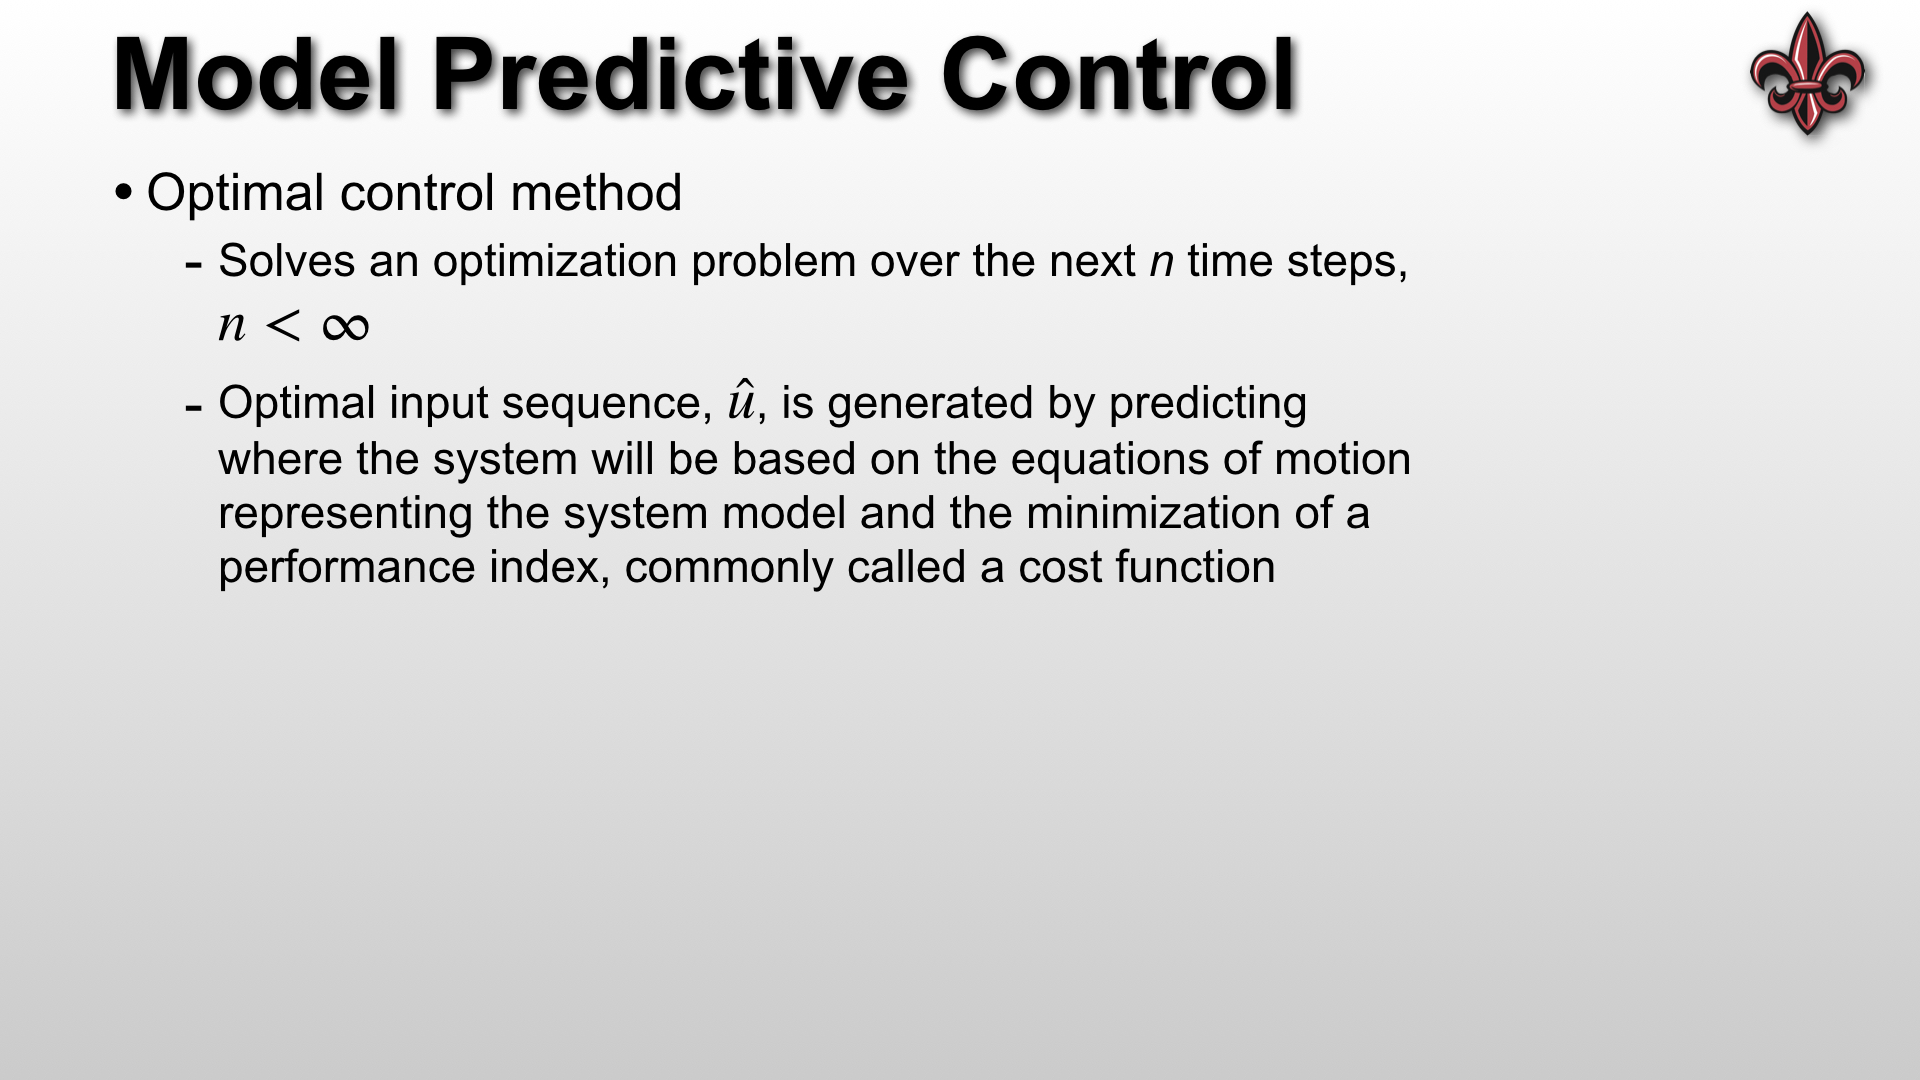 Model Predictive Control
• Optimal control method
- Solves an optimization problem over the next n time steps,
n < ∞
- Optimal input sequence, û, is generated by predicting
where the system will be based on the equations of motion
representing the system model and the minimization of a
performance index, commonly called a cost function